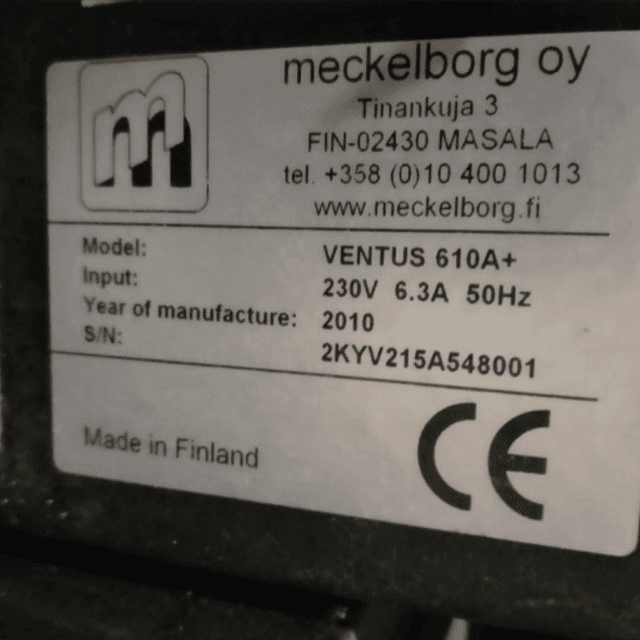 m
meckelborg oy
Tinankuja 3
FIN-02430 MASALA
tel. +358 (0)10 400 1013
www.meckelborg.fi
Model: VENTUS 610A+
Input: 230V 6.3A 50Hz
Year of manufacture: 2010
S/N: 2KYV215A548001
Made in Finland
CE